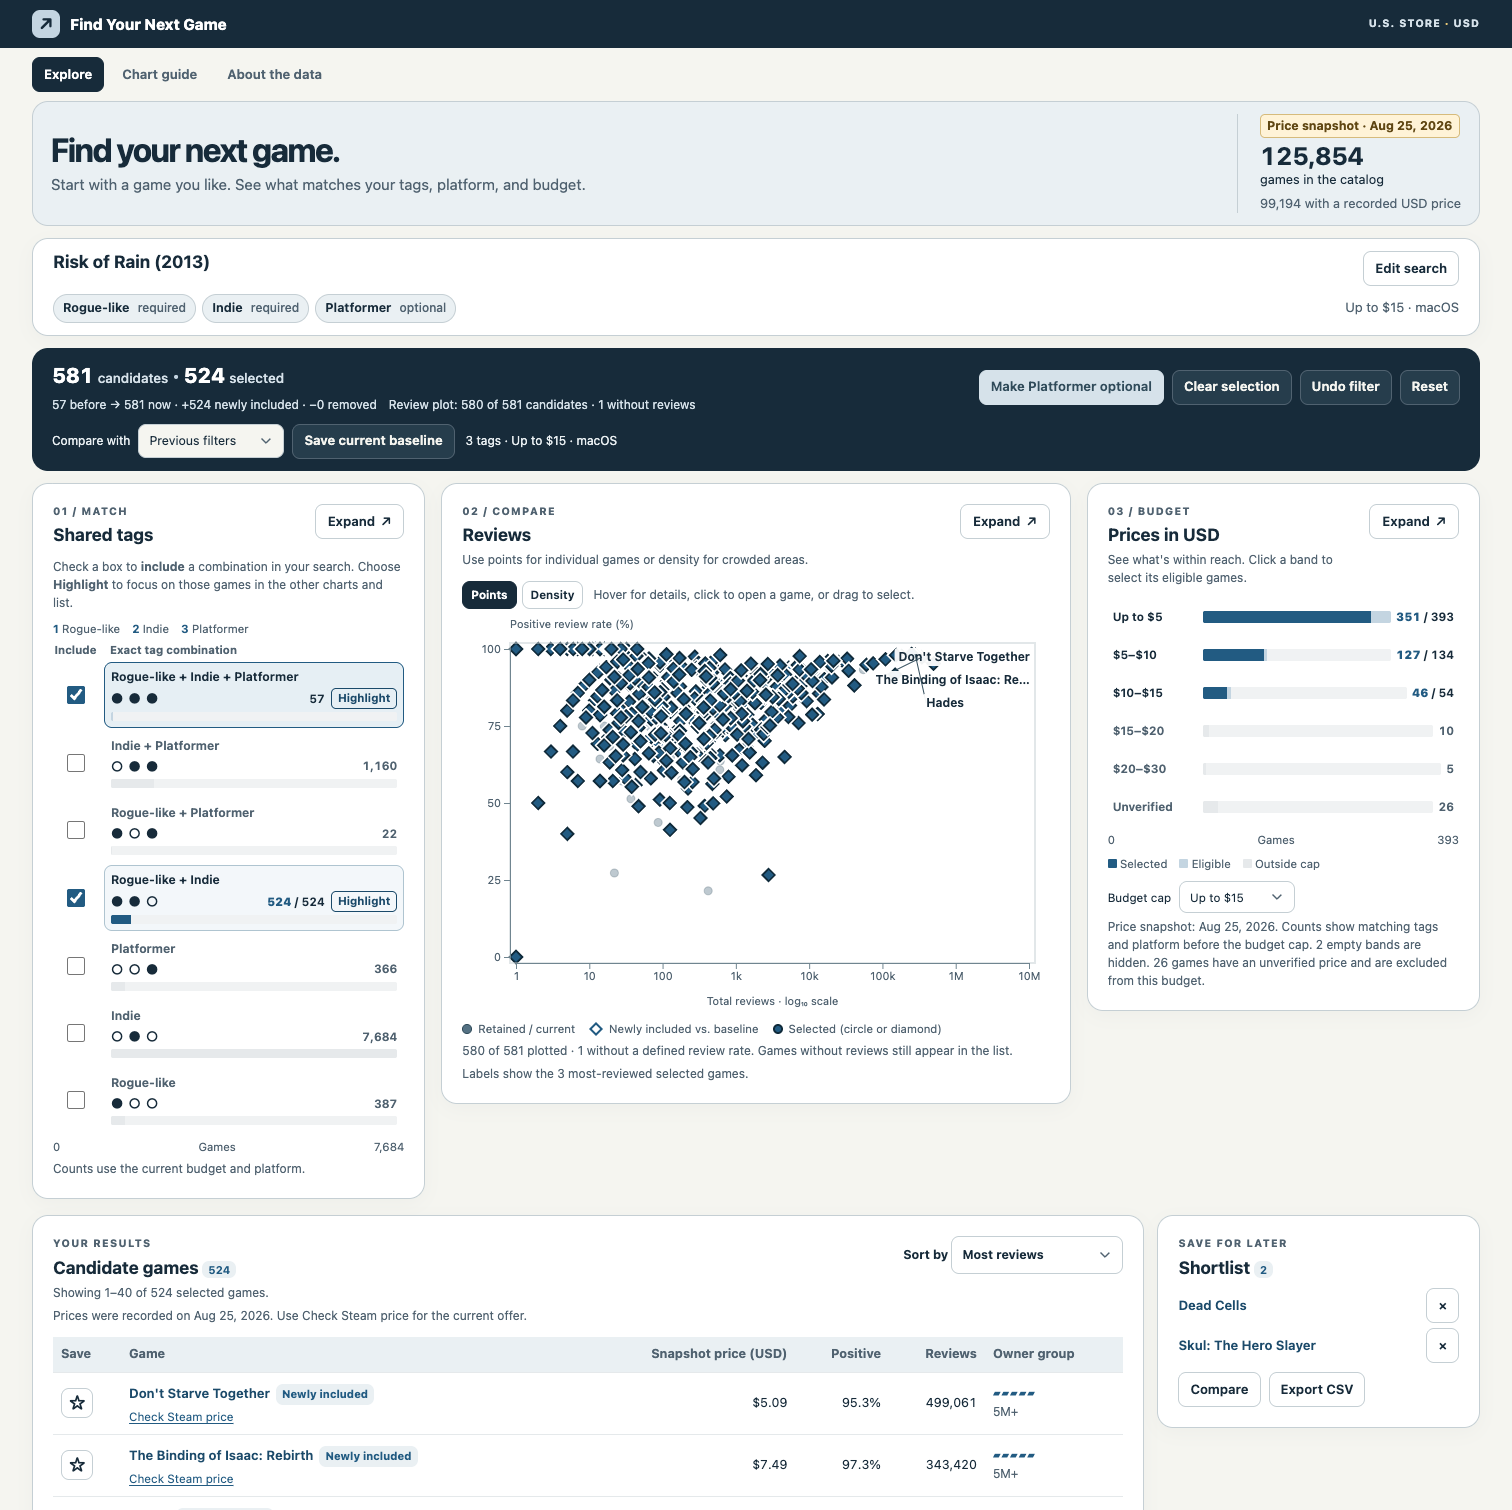 Find Your Next Game
U.S. STORE · USD
Explore
Chart guide
About the data
Find your next game.
Start with a game you like. See what matches your tags, platform, and budget.
Price snapshot · Aug 25, 2026
125,854
games in the catalog
99,194 with a recorded USD price
Risk of Rain (2013)
Edit search
Rogue-like required
Indie required
Platformer optional
Up to $15 · macOS
581 candidates • 524 selected
57 before → 581 now · +524 newly included · −0 removed
Review plot: 580 of 581 candidates · 1 without reviews
Make Platformer optional
Clear selection
Undo filter
Reset
Compare with
Previous filters
Save current baseline
3 tags · Up to $15 · macOS
01 / MATCH
Shared tags
Expand ↗
Check a box to include a combination in your search. Choose
Highlight to focus on those games in the other charts and
list.
1 Rogue-like 2 Indie 3 Platformer
Include Exact tag combination
Rogue-like + Indie + Platformer
57
Highlight
Indie + Platformer
1,160
Rogue-like + Platformer
22
Rogue-like + Indie
524 / 524
Highlight
Platformer
366
Indie
7,684
Rogue-like
387
0 Games 7,684
Counts use the current budget and platform.
02 / COMPARE
Reviews
Expand ↗
Use points for individual games or density for crowded areas.
Points
Density
Hover for details, click to open a game, or drag to select.
Positive review rate (%)
100
75
50
25
0
Don't Starve Together
The Binding of Isaac: Re...
Hades
1 10 100 1k 10k 100k 1M 10M
Total reviews · log₁₀ scale
Retained / current
Newly included vs. baseline
Selected (circle or diamond)
580 of 581 plotted · 1 without a defined review rate. Games without reviews still appear in the list.
Labels show the 3 most-reviewed selected games.
03 / BUDGET
Prices in USD
Expand ↗
See what's within reach. Click a band to
select its eligible games.
Up to $5 351 / 393
$5–$10 127 / 134
$10–$15 46 / 54
$15–$20 10
$20–$30 5
Unverified 26
0 Games 393
Selected Eligible Outside cap
Budget cap
Up to $15
Price snapshot: Aug 25, 2026. Counts show matching tags
and platform before the budget cap. 2 empty bands are
hidden. 26 games have an unverified price and are excluded
from this budget.
YOUR RESULTS
Candidate games 524
Sort by
Most reviews
Showing 1–40 of 524 selected games.
Prices were recorded on Aug 25, 2026. Use Check Steam price for the current offer.
Save Game Snapshot price (USD) Positive Reviews Owner group
Don't Starve Together Newly included
Check Steam price
$5.09 95.3% 499,061
5M+
The Binding of Isaac: Rebirth Newly included
Check Steam price
$7.49 97.3% 343,420
5M+
SAVE FOR LATER
Shortlist 2
Dead Cells
×
Skul: The Hero Slayer
×
Compare
Export CSV